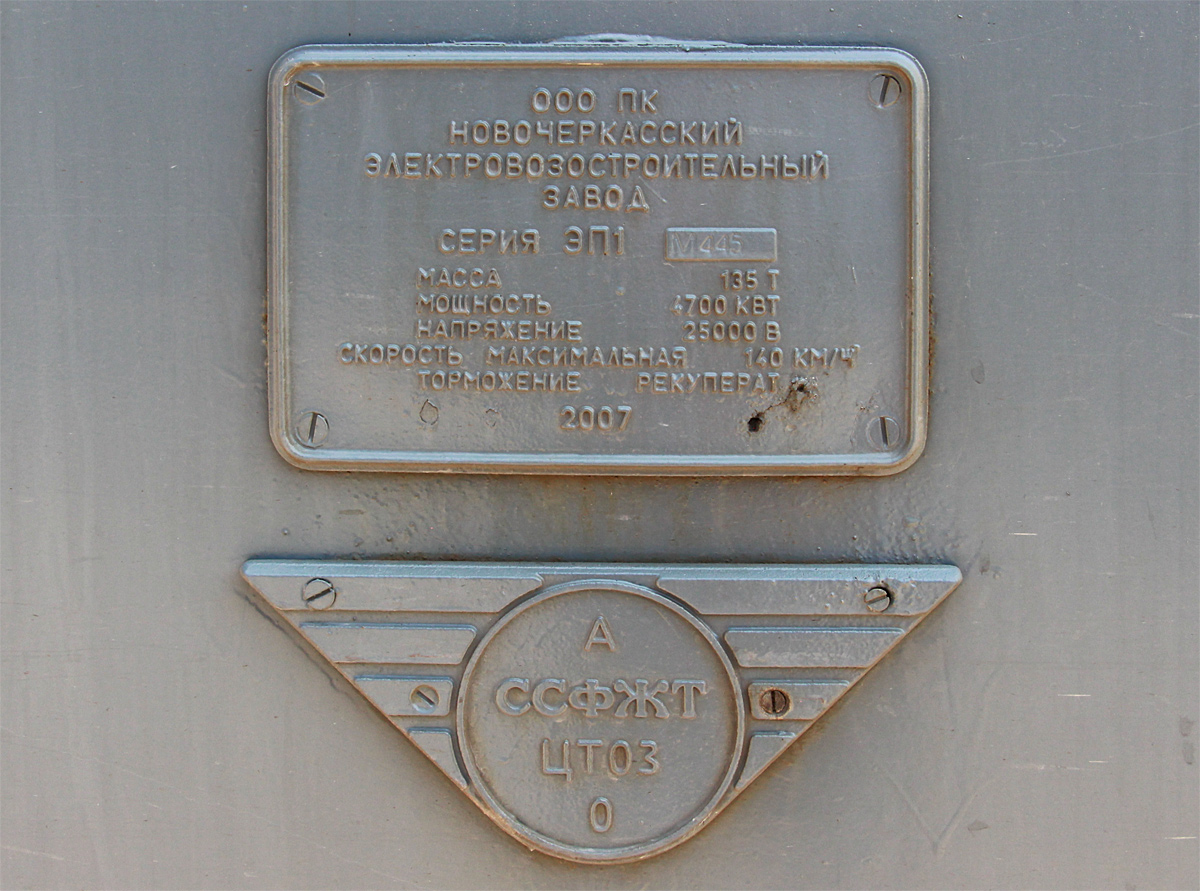 ООО ПК
НОВОЧЕРКАССКИЙ
ЭЛЕКТРОВОЗОСТРОИТЕЛЬНЫЙ
ЗАВОД
СЕРИЯ ЭП1 М445
МАССА 135 Т
МОЩНОСТЬ 4700 КВТ
НАПРЯЖЕНИЕ 25000 В
СКОРОСТЬ МАКСИМАЛЬНАЯ 140 КМ/Ч
ТОРМОЖЕНИЕ РЕКУПЕРАТ
2007
А
ССФЖТ
ЦТ03
0